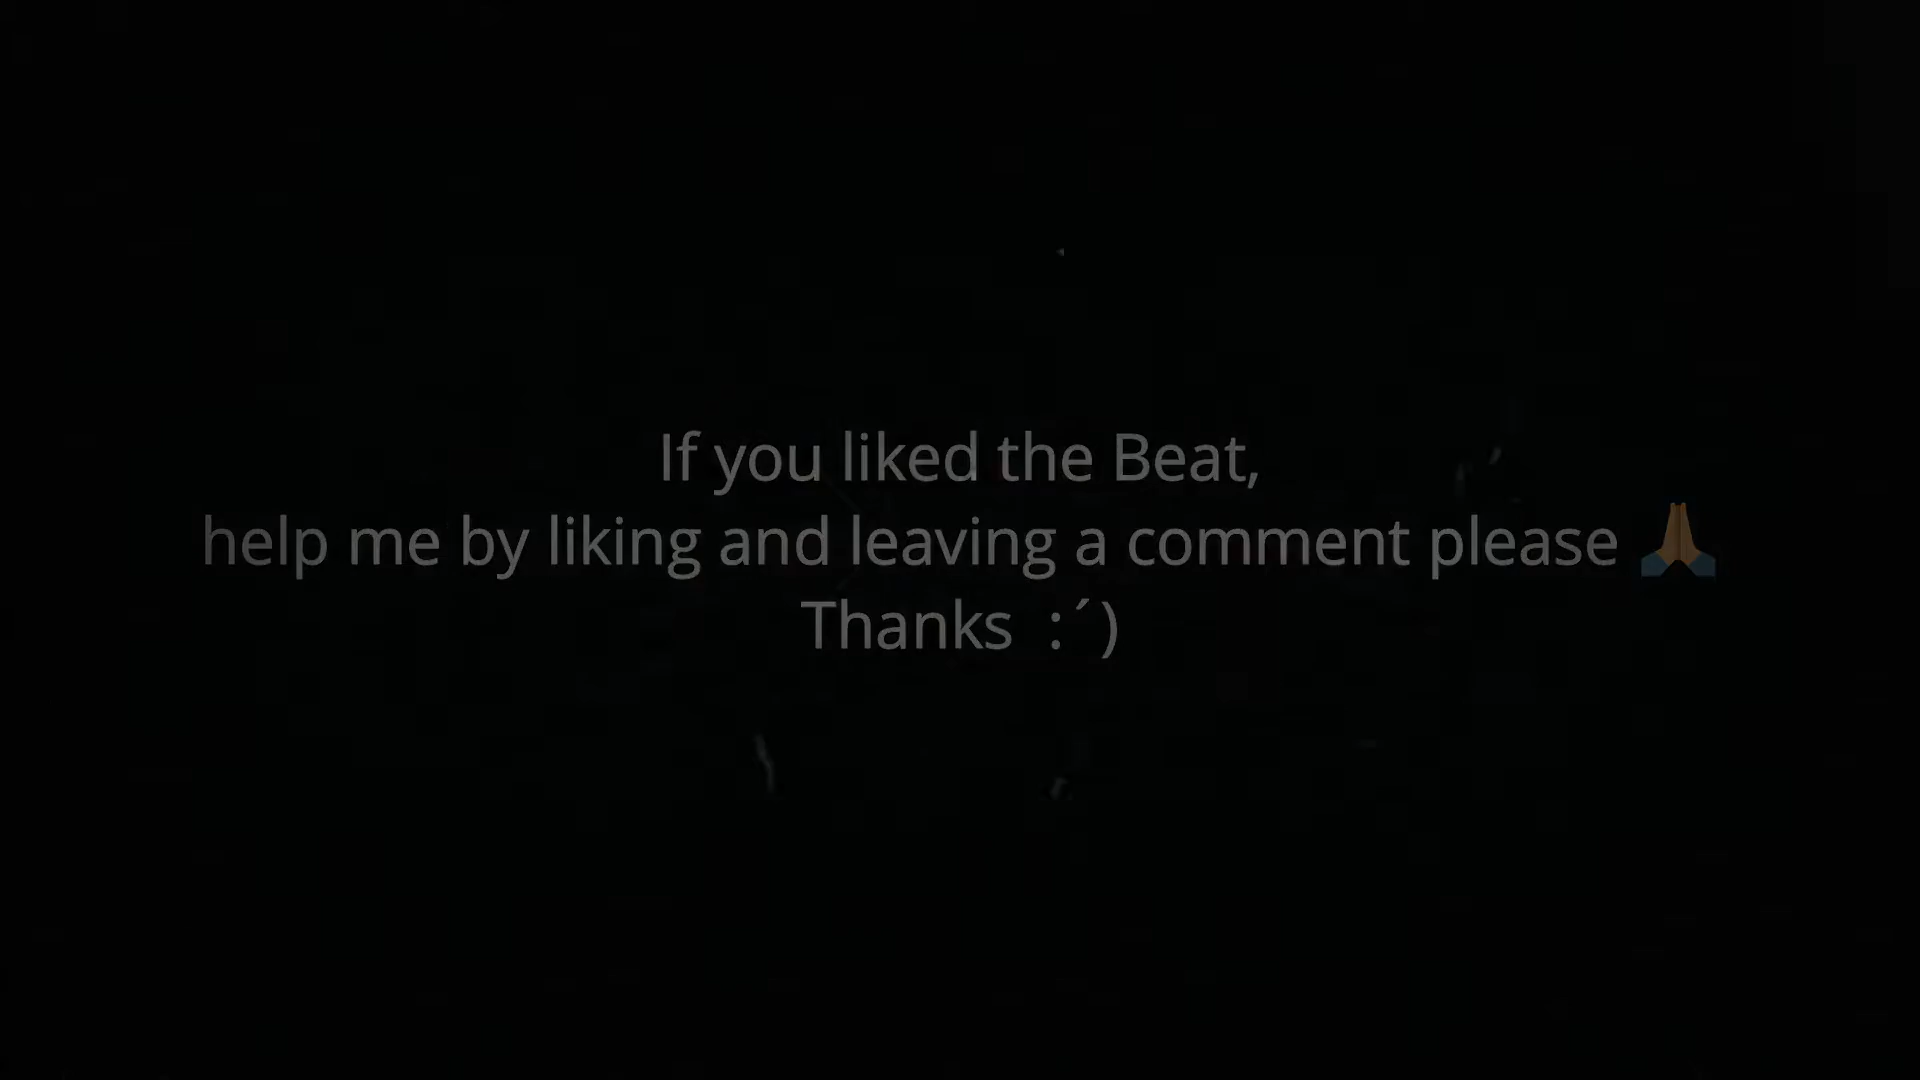 If you liked the Beat,
help me by liking and leaving a comment please 🙏
Thanks  :´)